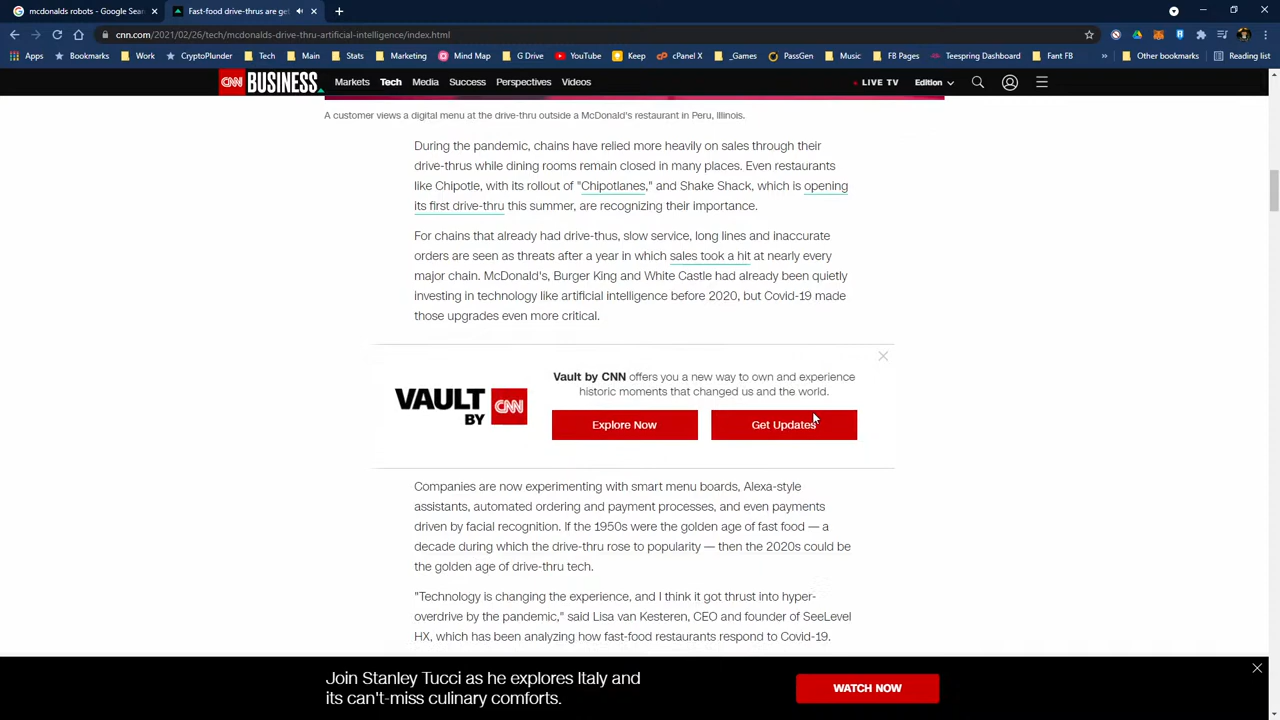 mcdonalds robots - Google Sear
Fast-food drive-thrus are gel
cnn.com/2021/02/26/tech/mcdonalds-drive-thru-artificial-intelligence/index.html
Apps Bookmarks Work CryptoPlunder Tech Stats Marketing Mind Map G Drive YouTube Keep cPanel X _Games PassGen Music FB Pages Teespring Dashboard Fant FB » Other bookmarks Reading list
CNN BUSINESS Markets Tech Media Success Perspectives Videos LIVE TV Edition
A customer views a digital menu at the drive-thru outside a McDonald's restaurant in Peru, Illinois.
During the pandemic, chains have relied more heavily on sales through their
drive-thrus while dining rooms remain closed in many places. Even restaurants
like Chipotle, with its rollout of "Chipotlanes," and Shake Shack, which is opening
its first drive-thru this summer, are recognizing their importance.
For chains that already had drive-thus, slow service, long lines and inaccurate
orders are seen as threats after a year in which sales took a hit at nearly every
major chain. McDonald's, Burger King and White Castle had already been quietly
investing in technology like artificial intelligence before 2020, but Covid-19 made
those upgrades even more critical.
VAULT BY CNN
Vault by CNN offers you a new way to own and experience
historic moments that changed us and the world.
Explore Now Get Updates
Companies are now experimenting with smart menu boards, Alexa-style
assistants, automated ordering and payment processes, and even payments
driven by facial recognition. If the 1950s were the golden age of fast food — a
decade during which the drive-thru rose to popularity — then the 2020s could be
the golden age of drive-thru tech.
"Technology is changing the experience, and I think it got thrust into hyper-
overdrive by the pandemic," said Lisa van Kesteren, CEO and founder of SeeLevel
HX, which has been analyzing how fast-food restaurants respond to Covid-19.
Join Stanley Tucci as he explores Italy and
its can't-miss culinary comforts.
WATCH NOW